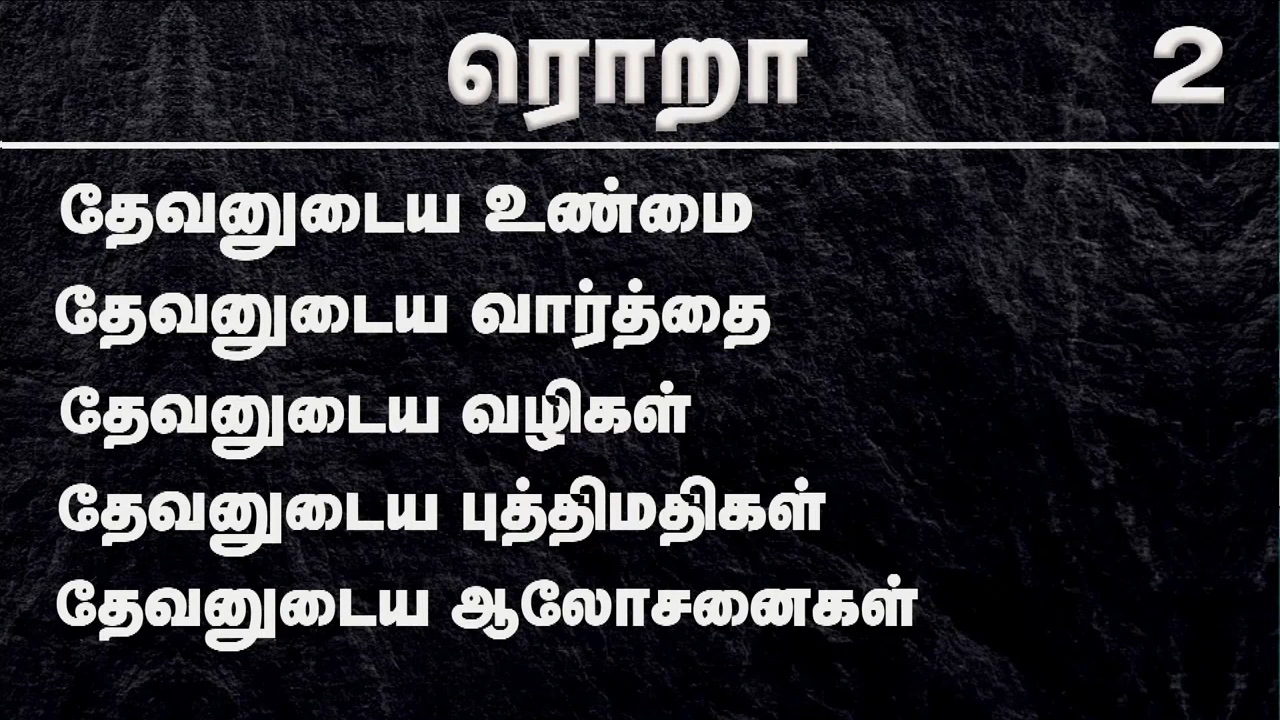 ரொறா
2
தேவனுடைய உண்மை
தேவனுடைய வார்த்தை
தேவனுடைய வழிகள்
தேவனுடைய புத்திமதிகள்
தேவனுடைய ஆலோசனைகள்